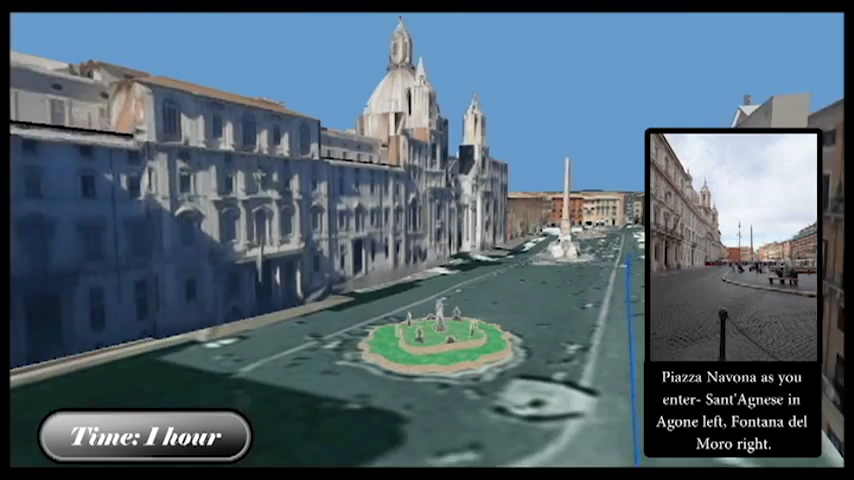 Time: 1 hour
Piazza Navona as you
enter- Sant'Agnese in
Agone left, Fontana del
Moro right.